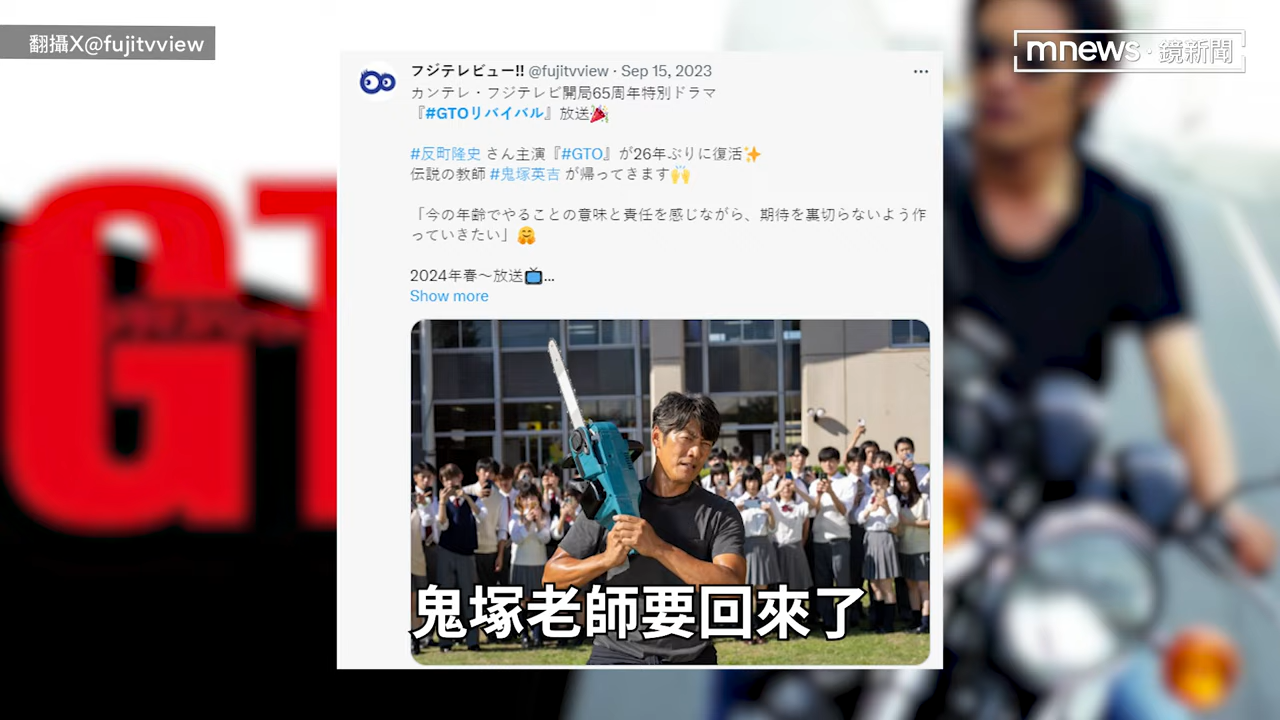 翻攝X@fujitvview
mnews·鏡新聞
フジテレビュー!! @fujitvview · Sep 15, 2023
カンテレ・フジテレビ開局65周年特別ドラマ
『#GTOリバイバル』放送🎉
#反町隆史 さん主演『#GTO』が26年ぶりに復活✨
伝説の教師 #鬼塚英吉 が帰ってきます🙌
「今の年齢でやることの意味と責任を感じながら、期待を裏切らないよう作
っていきたい」🤗
2024年春～放送📺...
Show more
鬼塚老師要回來了
GT